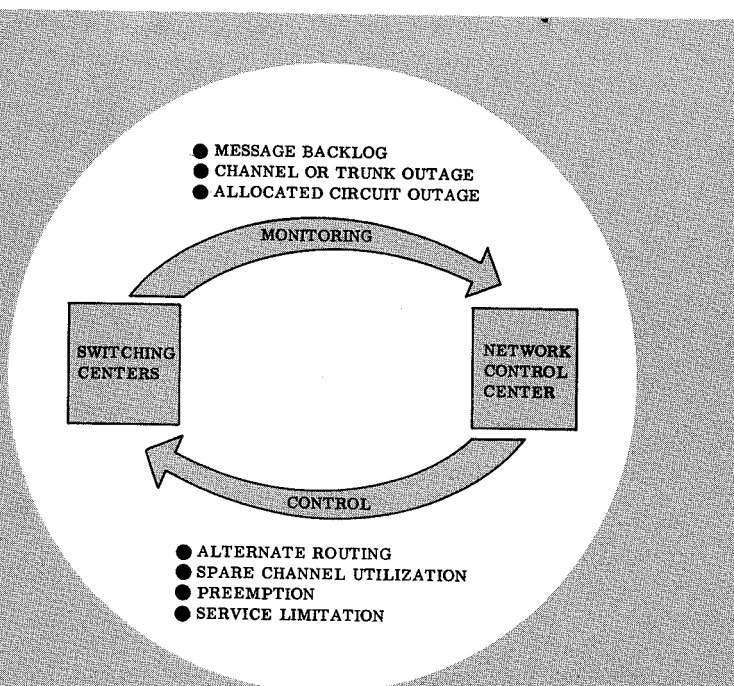 ● MESSAGE BACKLOG
● CHANNEL OR TRUNK OUTAGE
● ALLOCATED CIRCUIT OUTAGE
MONITORING
SWITCHING
CENTERS
NETWORK
CONTROL
CENTER
CONTROL
● ALTERNATE ROUTING
● SPARE CHANNEL UTILIZATION
● PREEMPTION
● SERVICE LIMITATION